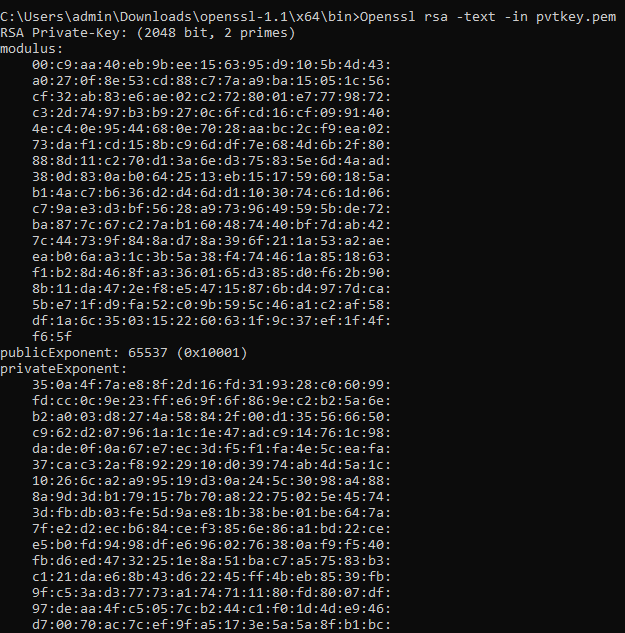 C:\Users\admin\Downloads\openssl-1.1\x64\bin>Openssl rsa -text -in pvtkey.pem
RSA Private-Key: (2048 bit, 2 primes)
modulus:
00:c9:aa:40:eb:9b:ee:15:63:95:d9:10:5b:4d:43:
a0:27:0f:8e:53:cd:88:c7:7a:a9:ba:15:05:1c:56:
cf:32:ab:83:e6:ae:02:c2:72:80:01:e7:77:98:72:
c3:2d:74:97:b3:b9:27:0c:6f:cd:16:cf:09:91:40:
4e:c4:0e:95:44:68:0e:70:28:aa:bc:2c:cf:9e:a0:02:
73:da:f1:cd:15:8b:c9:6d:df:7e:68:4d:6b:2f:80:
88:8d:11:c2:70:d1:3a:6e:d3:75:83:5e:6d:4a:ad:
38:0d:83:0a:b0:64:25:13:eb:15:17:59:60:18:5a:
b1:4a:c7:b6:36:d2:d4:6d:d1:10:30:74:c6:1d:06:
c7:9a:e3:d3:bf:56:28:a9:73:96:49:59:5b:de:72:
ba:87:7c:67:c2:7a:b1:60:48:74:40:bf:7d:ab:42:
7c:44:73:9f:84:8a:d7:8a:39:6f:21:1a:53:a2:ae:
ea:b0:6a:a3:1c:3b:5a:38:f4:74:46:1a:85:18:63:
f1:b2:8d:46:8f:a3:36:01:65:d3:85:d0:f6:2b:90:
8b:11:da:47:2e:f8:e5:47:15:87:6b:d4:97:7d:ca:
5b:e7:1f:d9:fa:52:c0:9b:59:5c:46:a1:c2:af:58:
df:1a:6c:35:03:15:22:60:63:1f:9c:37:ef:1f:4f:
f6:5f
publicExponent: 65537 (0x10001)
privateExponent:
35:0a:4f:7a:e8:8f:2d:16:fd:31:93:28:c0:60:99:
fd:cc:0c:9e:23:ff:e6:9f:6f:86:9e:c2:b2:5a:6e:
b2:a0:03:d8:27:4a:58:84:2f:00:d1:35:56:66:50:
c9:62:d2:07:96:1a:1c:1e:47:ad:c9:14:76:1c:98:
da:de:0f:0a:67:e7:ec:3d:f5:f1:fa:4e:5c:ea:fa:
37:ca:c3:2a:f8:92:29:10:d0:39:74:ab:4d:5a:1c:
10:26:6c:a2:a9:95:19:d3:0a:24:5c:30:98:a4:88:
8a:9d:3d:b1:79:15:7b:70:a8:22:75:02:5e:45:74:
3d:fb:db:03:fe:5d:9a:e8:1b:38:be:01:be:64:7a:
7f:e2:d2:ec:b6:84:ce:f3:85:6e:86:a1:bd:22:ce:
e5:b0:fd:94:98:df:e6:96:02:76:38:0a:f9:f5:40:
fb:d6:ed:47:32:25:1e:8a:51:ba:c7:a5:75:83:b3:
c1:21:da:e6:8b:43:d6:22:45:ff:4b:eb:85:39:fb:
9f:c5:3a:d3:77:73:a1:74:71:11:80:fd:80:07:df:
97:de:aa:4f:c5:05:7c:b2:44:c1:f0:1d:4d:e9:46:
d7:00:70:ac:7c:ef:9f:a5:17:3e:5a:5a:8f:b1:bc: